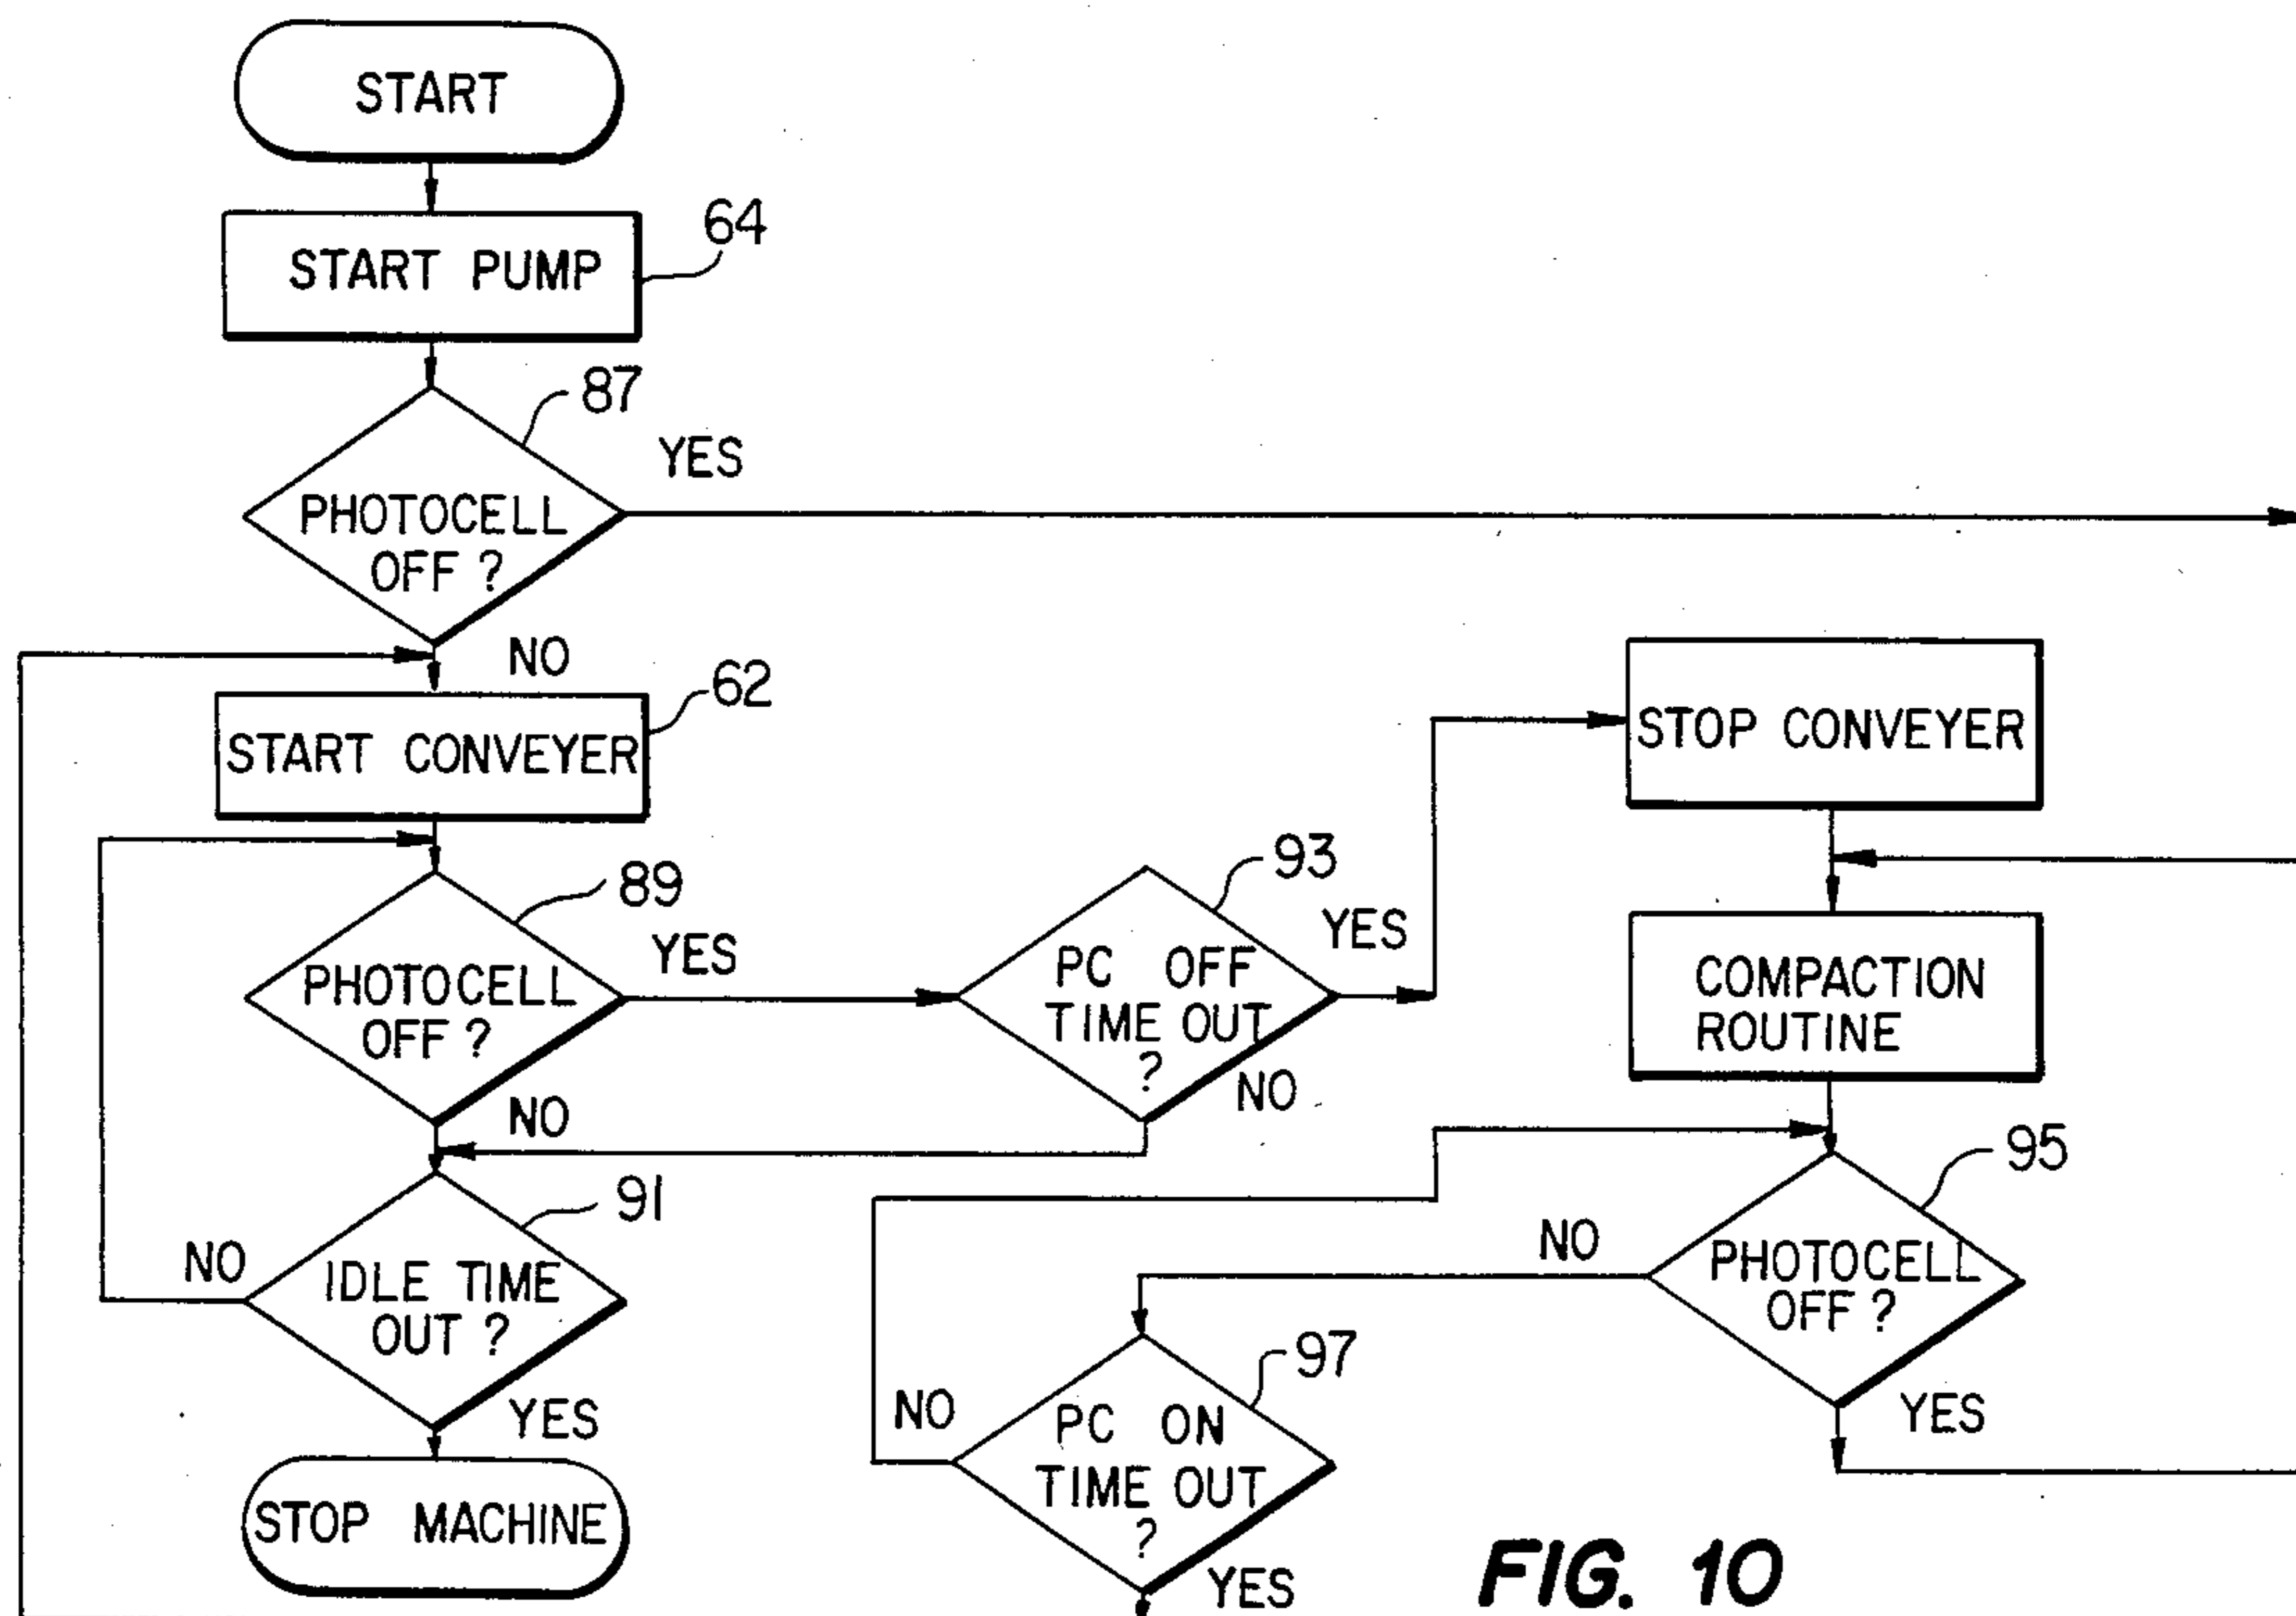 START
START PUMP
64
87
YES
PHOTOCELL
OFF ?
NO
62
START CONVEYER
STOP CONVEYER
89
YES
PHOTOCELL
OFF ?
NO
93
YES
PC OFF
TIME OUT
?
NO
COMPACTION
ROUTINE
91
NO
IDLE TIME
OUT ?
YES
STOP MACHINE
95
NO
PHOTOCELL
OFF ?
YES
97
NO
PC ON
TIME OUT
?
YES
FIG. 10